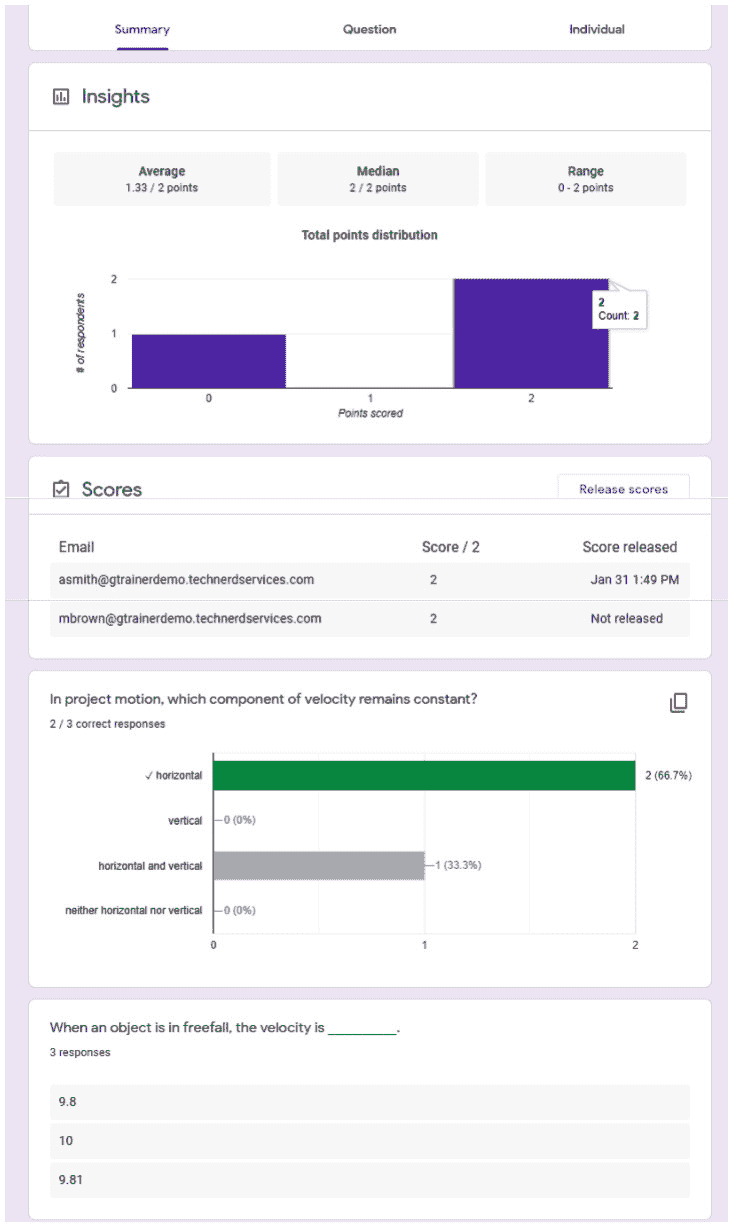 Summary Question Individual
Insights
Average Median Range
1.33 / 2 points 2 / 2 points 0 - 2 points
Total points distribution
2
1
0
# of respondents
2
Count: 2
0 1 2
Points scored
Scores Release scores
Email Score / 2 Score released
asmith@gtrainerdemo.technerdservices.com 2 Jan 31 1:49 PM
mbrown@gtrainerdemo.technerdservices.com 2 Not released
In project motion, which component of velocity remains constant?
2 / 3 correct responses
✓ horizontal 2 (66.7%)
vertical 0 (0%)
horizontal and vertical 1 (33.3%)
neither horizontal nor vertical 0 (0%)
0 1 2
When an object is in freefall, the velocity is __________.
3 responses
9.8
10
9.81